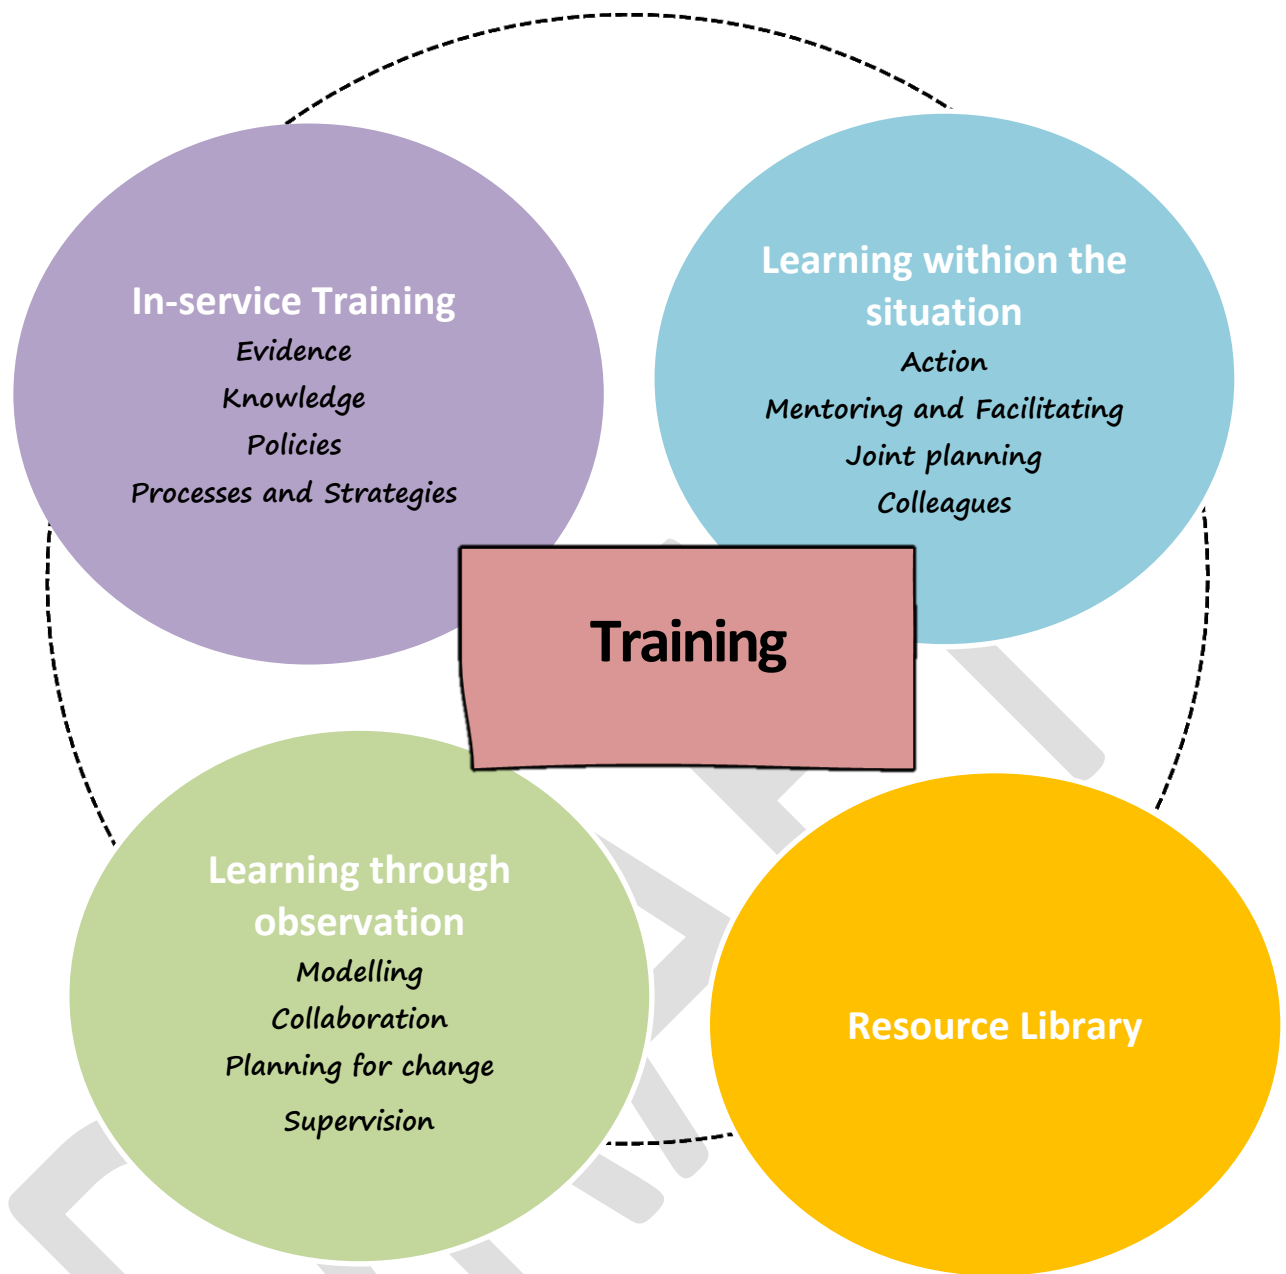 In-service Training
Evidence
Knowledge
Policies
Processes and Strategies
Learning withion the
situation
Action
Mentoring and Facilitating
Joint planning
Colleagues
Training
Learning through
observation
Modelling
Collaboration
Planning for change
Supervision
Resource Library